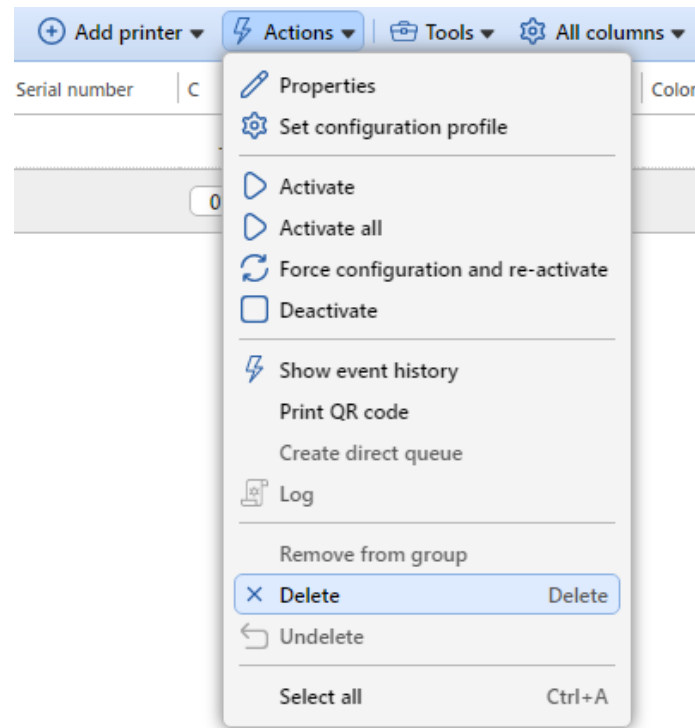 Add printer Actions Tools All columns
Serial number C Color
0
Properties
Set configuration profile
Activate
Activate all
Force configuration and re-activate
Deactivate
Show event history
Print QR code
Create direct queue
Log
Remove from group
Delete Delete
Undelete
Select all Ctrl+A